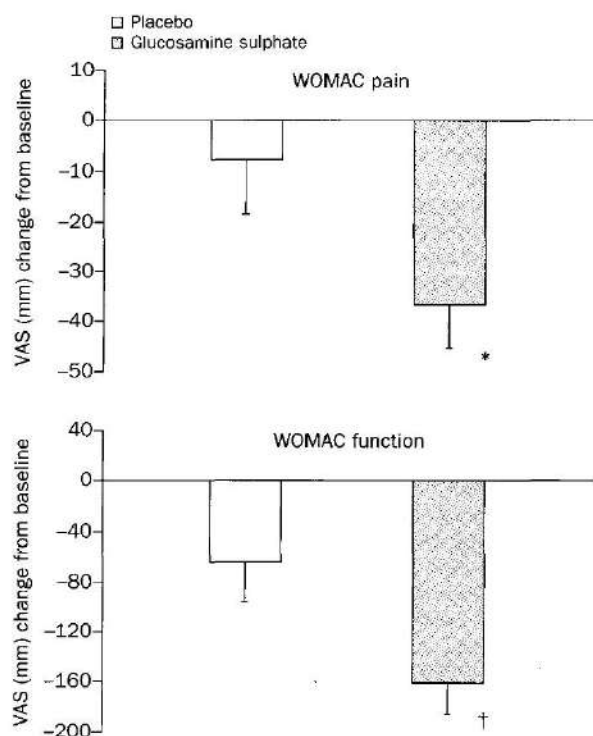 Placebo
Glucosamine sulphate
WOMAC pain
VAS (mm) change from baseline
10
0
−10
−20
−30
−40
−50
*
WOMAC function
VAS (mm) change from baseline
40
0
−40
−80
−120
−160
−200
†